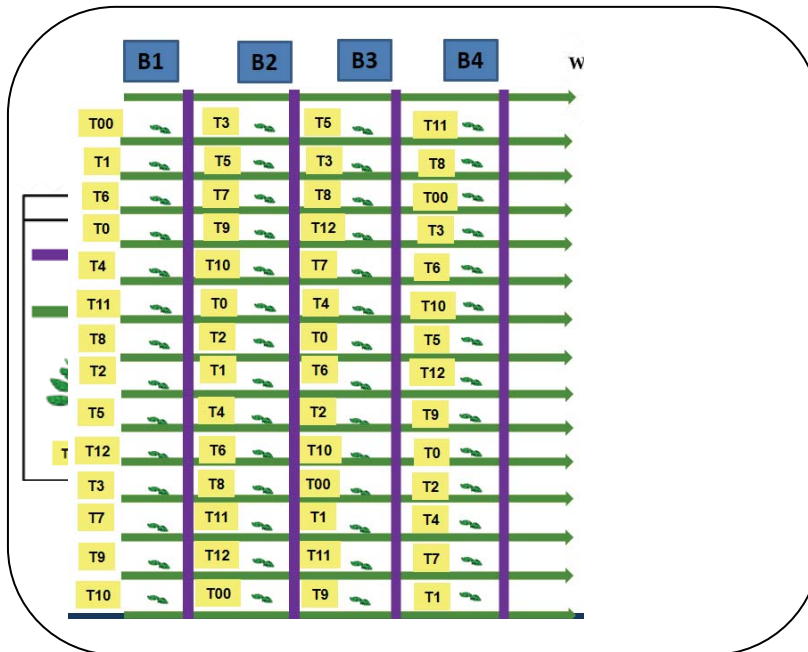 B1 B2 B3 B4 W
T00 T3 T5 T11
T1 T5 T3 T8
T6 T7 T8 T00
T0 T9 T12 T3
T4 T10 T7 T6
T11 T0 T4 T10
T8 T2 T0 T5
T2 T1 T6 T12
T5 T4 T2 T9
T T12 T6 T10 T0
T3 T8 T00 T2
T7 T11 T1 T4
T9 T12 T11 T7
T10 T00 T9 T1